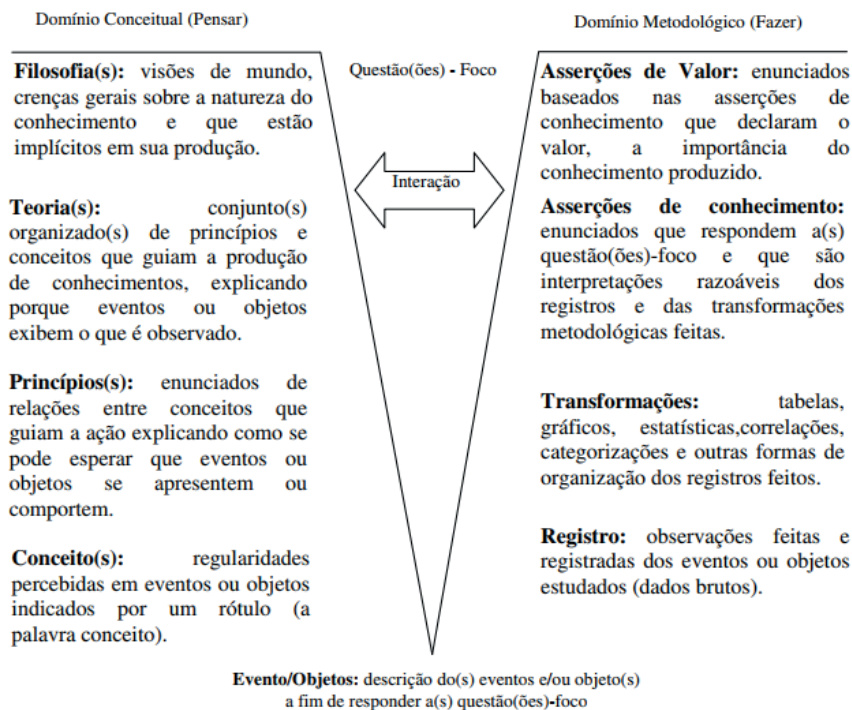 Domínio Conceitual (Pensar)
Domínio Metodológico (Fazer)
Filosofia(s): visões de mundo,
crenças gerais sobre a natureza do
conhecimento e que estão
implícitos em sua produção.
Teoria(s): conjunto(s)
organizado(s) de princípios e
conceitos que guiam a produção
de conhecimentos, explicando
porque eventos ou objetos
exibem o que é observado.
Princípios(s): enunciados de
relações entre conceitos que
guiam a ação explicando como se
pode esperar que eventos ou
objetos se apresentem ou
comportem.
Conceito(s): regularidades
percebidas em eventos ou objetos
indicados por um rótulo (a
palavra conceito).
Questão(ões) - Foco
Interação
Asserções de Valor: enunciados
baseados nas asserções de
conhecimento que declaram o
valor, a importância do
conhecimento produzido.
Asserções de conhecimento:
enunciados que respondem a(s)
questão(ões)-foco e que são
interpretações razoáveis dos
registros e das transformações
metodológicas feitas.
Transformações: tabelas,
gráficos, estatísticas,correlações,
categorizações e outras formas de
organização dos registros feitos.
Registro: observações feitas e
registradas dos eventos ou objetos
estudados (dados brutos).
Evento/Objetos: descrição do(s) eventos e/ou objeto(s)
a fim de responder a(s) questão(ões)-foco